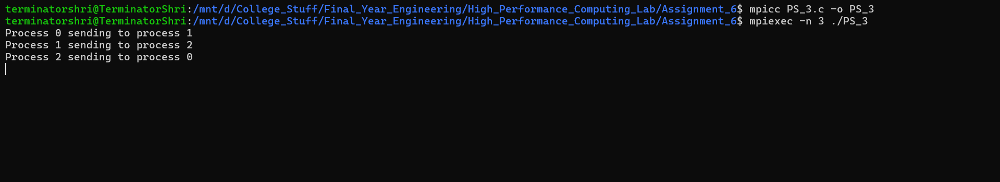 terminatorshri@TerminatorShri:/mnt/d/College_Stuff/Final_Year_Engineering/High_Performance_Computing_Lab/Assignment_6$ mpicc PS_3.c -o PS_3
terminatorshri@TerminatorShri:/mnt/d/College_Stuff/Final_Year_Engineering/High_Performance_Computing_Lab/Assignment_6$ mpiexec -n 3 ./PS_3
Process 0 sending to process 1
Process 1 sending to process 2
Process 2 sending to process 0